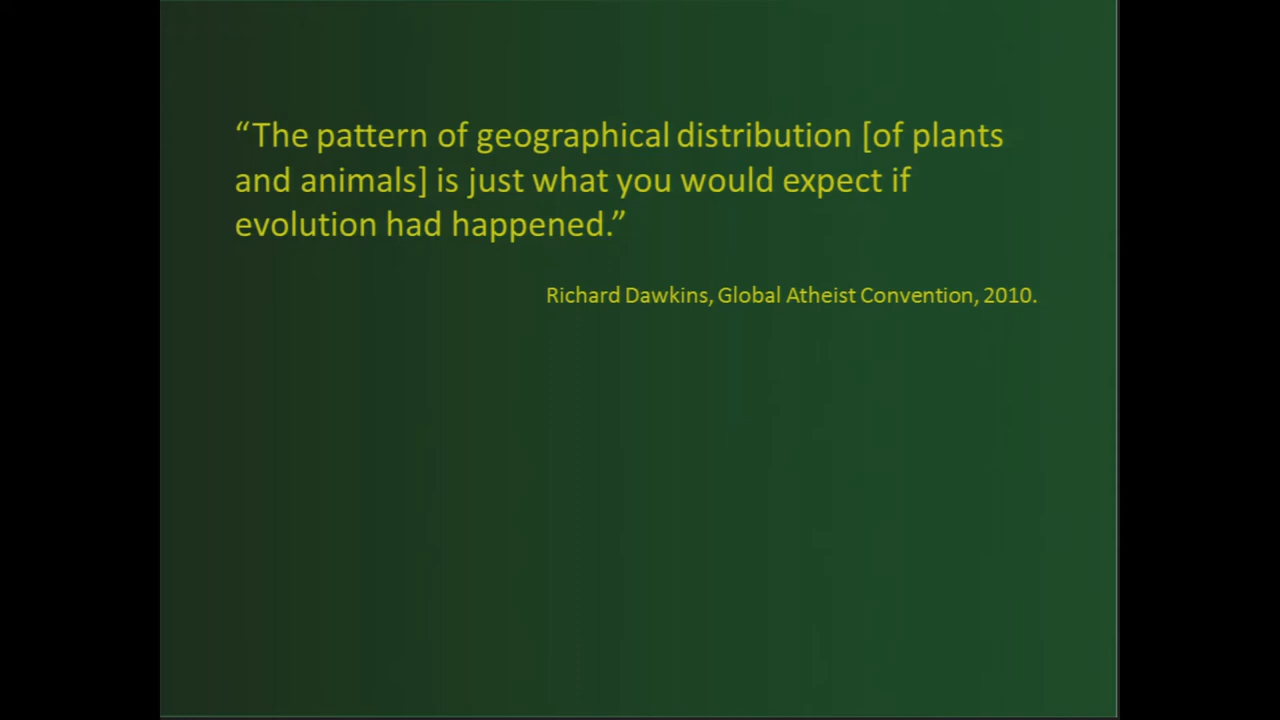 “The pattern of geographical distribution [of plants
and animals] is just what you would expect if
evolution had happened.”
Richard Dawkins, Global Atheist Convention, 2010.